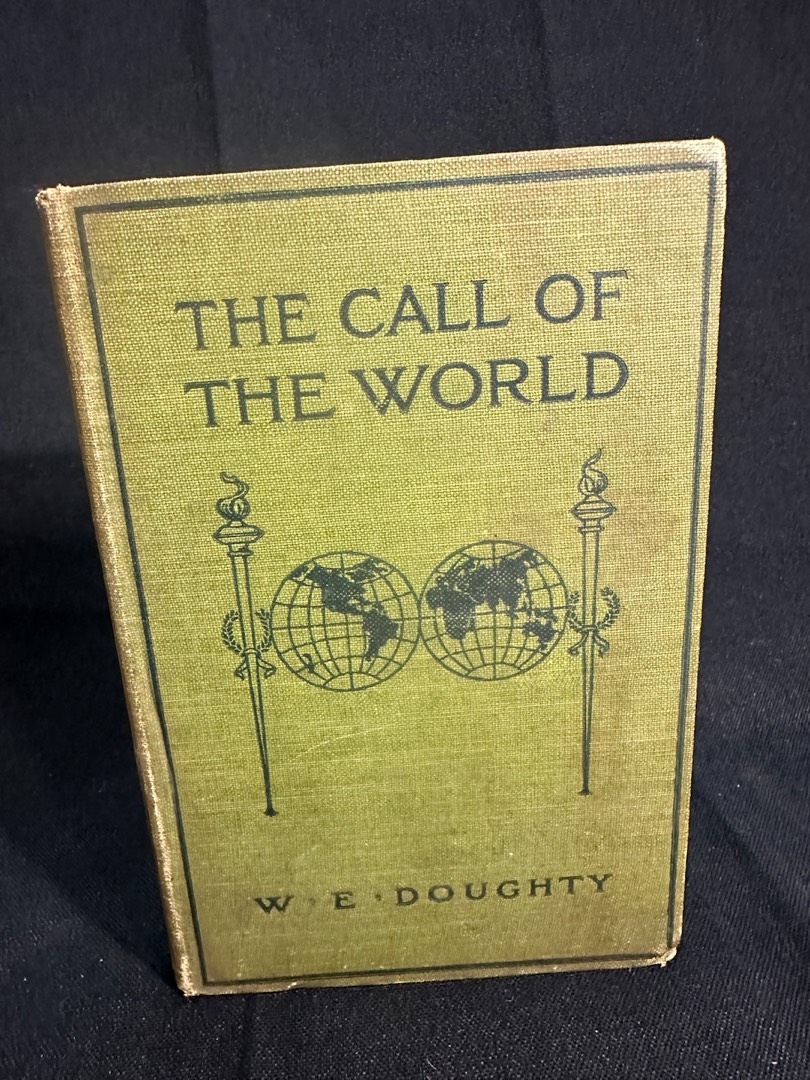 THE CALL OF
THE WORLD
W · E · DOUGHTY